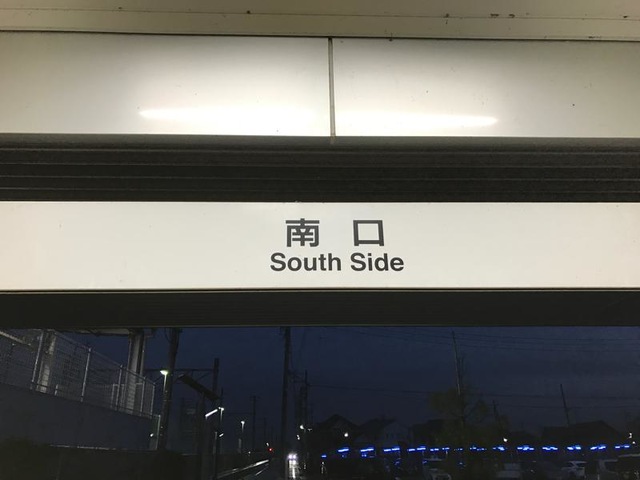 南口
South Side